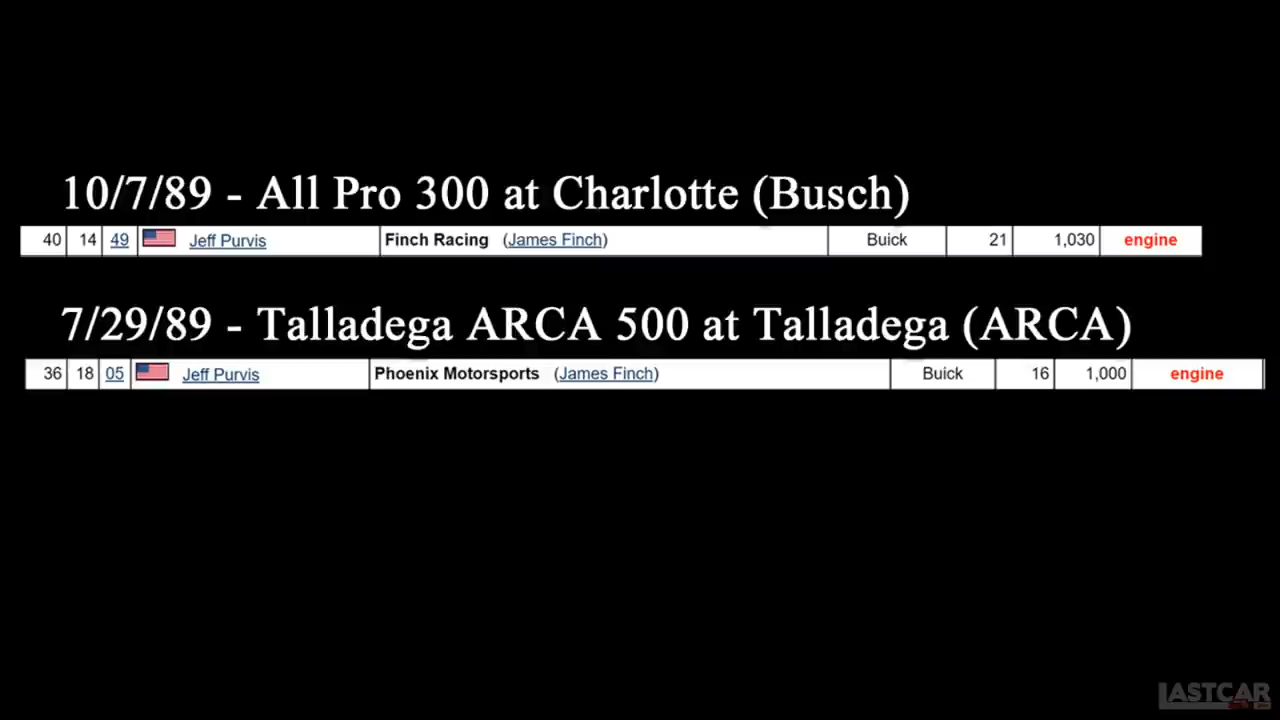 10/7/89 - All Pro 300 at Charlotte (Busch)
40 14 49 Jeff Purvis Finch Racing (James Finch) Buick 21 1,030 engine
7/29/89 - Talladega ARCA 500 at Talladega (ARCA)
36 18 05 Jeff Purvis Phoenix Motorsports (James Finch) Buick 16 1,000 engine
LASTCAR